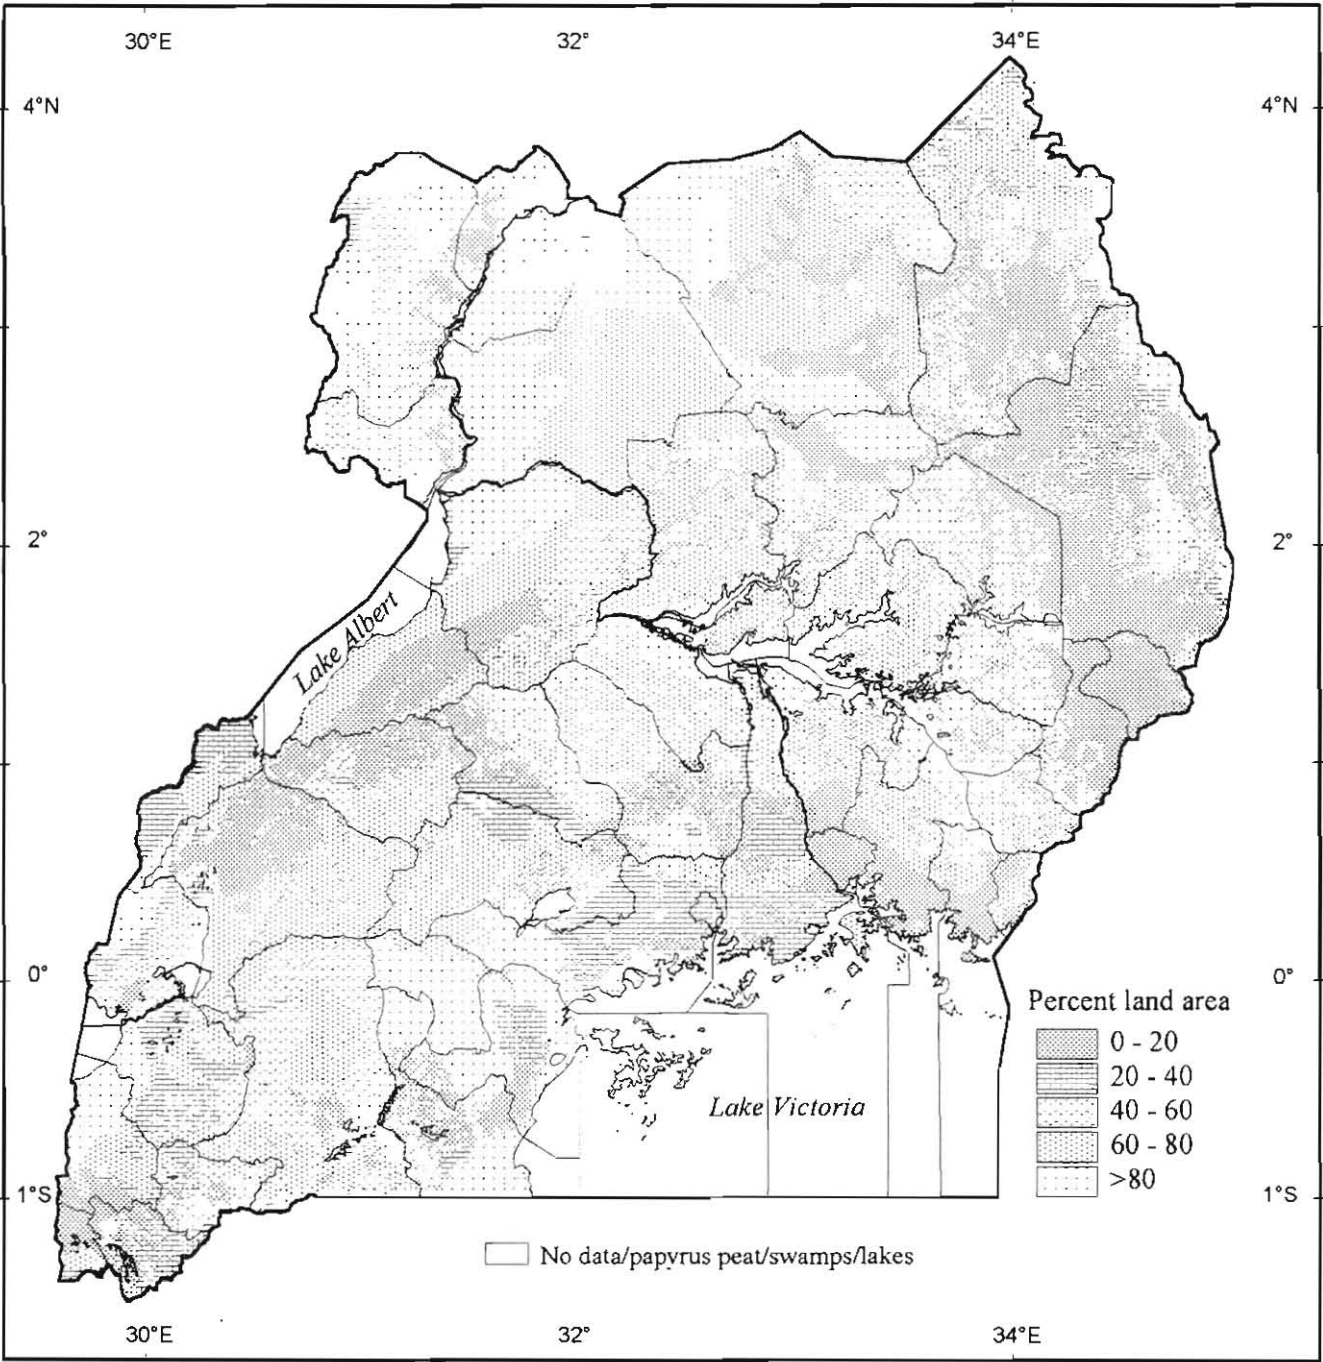 30°E 32° 34°E
4°N 4°N
2° 2°
Lake Albert
0° 0°
Percent land area
0 - 20
20 - 40
40 - 60
60 - 80
>80
Lake Victoria
1°S 1°S
No data/papyrus peat/swamps/lakes
30°E 32° 34°E